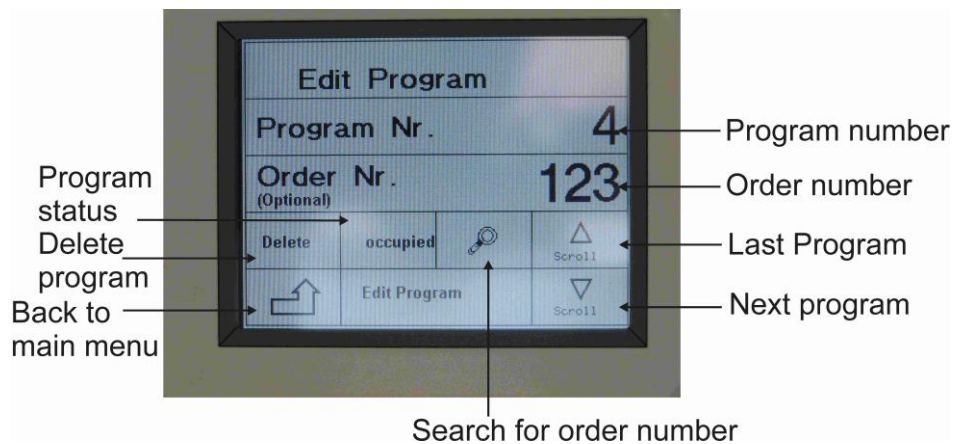 Edit Program
Program Nr. 4
Program number
Order Nr. 123
(Optional)
Order number
Program
status
Delete
program
Back to
main menu
Delete
occupied
Scroll
Last Program
Edit Program
Scroll
Next program
Search for order number